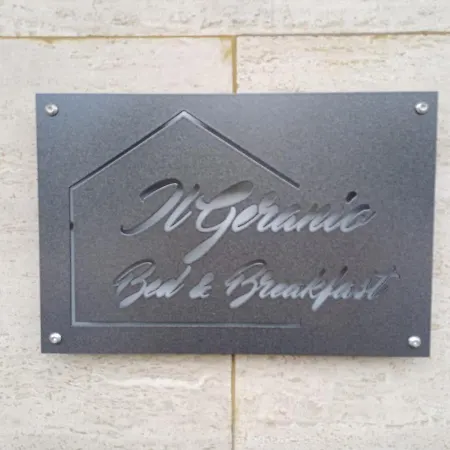 Il Geranio
Bed & Breakfast